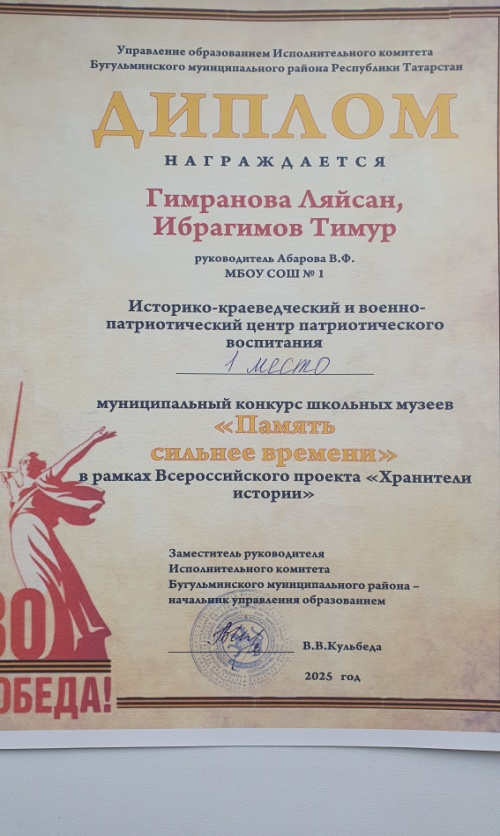 Управление образованием Исполнительного комитета
Бугульминского муниципального района Республики Татарстан
ДИПЛОМ
НАГРАЖДАЕТСЯ
Гимранова Ляйсан,
Ибрагимов Тимур
руководитель Абарова В.Ф.
МБОУ СОШ № 1
Историко-краеведческий и военно-
патриотический центр патриотического
воспитания
1 место
муниципальный конкурс школьных музеев
«Память
сильнее времени»
в рамках Всероссийского проекта «Хранители
истории»
Заместитель руководителя
Исполнительного комитета
Бугульминского муниципального района –
начальник управления образованием
В.В.Кульбеда
2025 год
80
ОБЕДА!